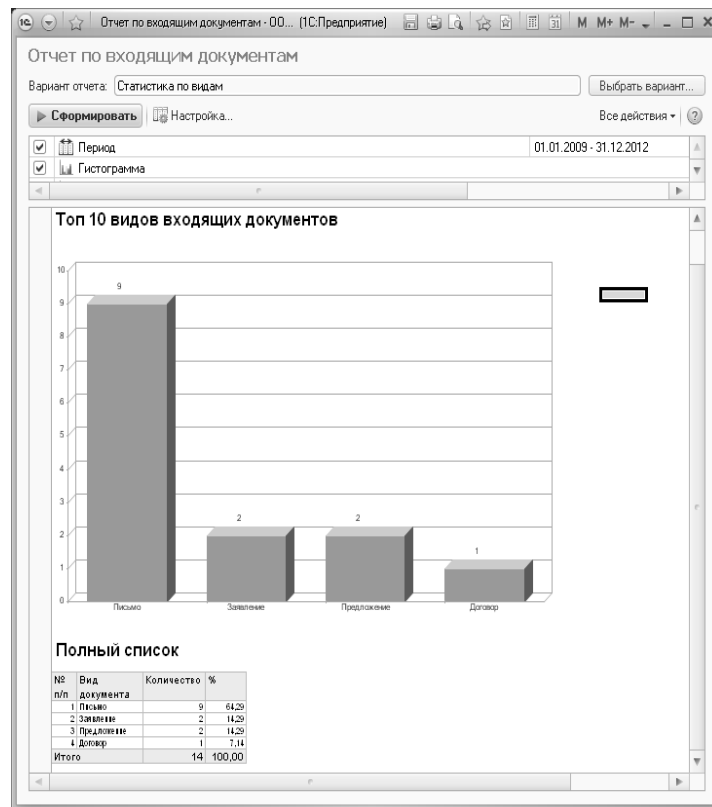 Отчет по входящим документам - ОО... (1С:Предприятие)
M M+ M-
Отчет по входящим документам
Вариант отчета: Статистика по видам
Выбрать вариант...
Сформировать Настройка... Все действия ?
Период 01.01.2009 - 31.12.2012
Гистограмма
Топ 10 видов входящих документов
10
9
8
7
6
5
4
3
2
1
0
9
2
2
1
Письмо Заявление Предложение Договор
Полный список
№ п/п Вид документа Количество %
1 Письмо 9 64,29
2 Заявление 2 14,29
3 Предложение 2 14,29
4 Договор 1 7,14
Итого 14 100,00